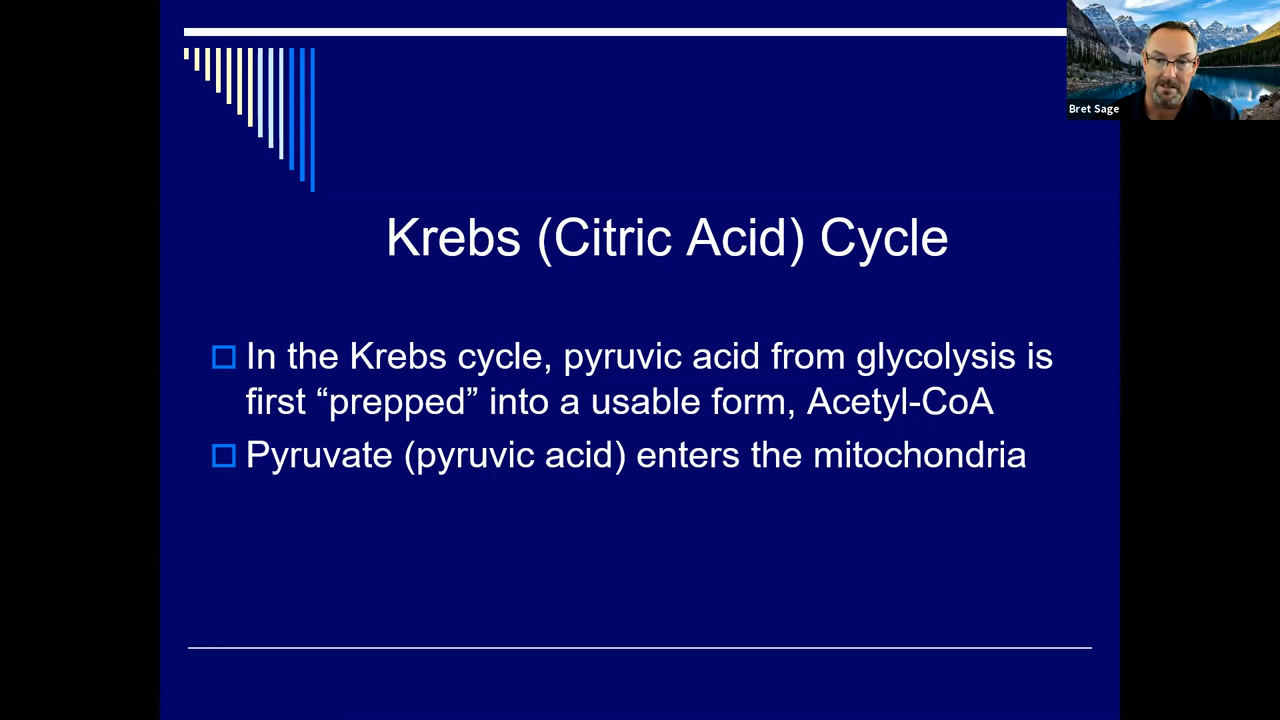 Bret Sage
Krebs (Citric Acid) Cycle
In the Krebs cycle, pyruvic acid from glycolysis is
first “prepped” into a usable form, Acetyl-CoA
Pyruvate (pyruvic acid) enters the mitochondria